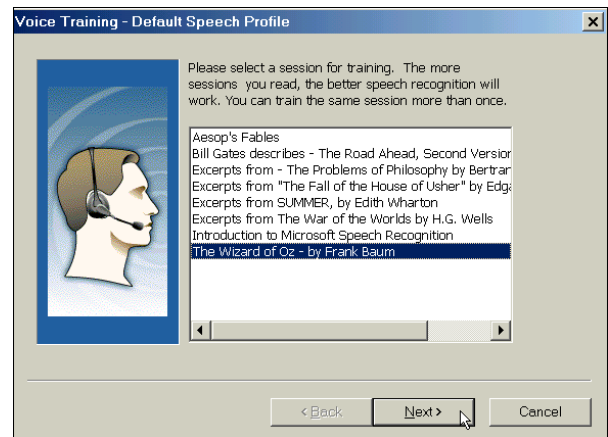 Voice Training - Default Speech Profile
Please select a session for training. The more
sessions you read, the better speech recognition will
work. You can train the same session more than once.
Aesop's Fables
Bill Gates describes - The Road Ahead, Second Version
Excerpts from - The Problems of Philosophy by Bertran
Excerpts from "The Fall of the House of Usher" by Edga
Excerpts from SUMMER, by Edith Wharton
Excerpts from The War of the Worlds by H.G. Wells
Introduction to Microsoft Speech Recognition
The Wizard of Oz - by Frank Baum
< Back Next > Cancel